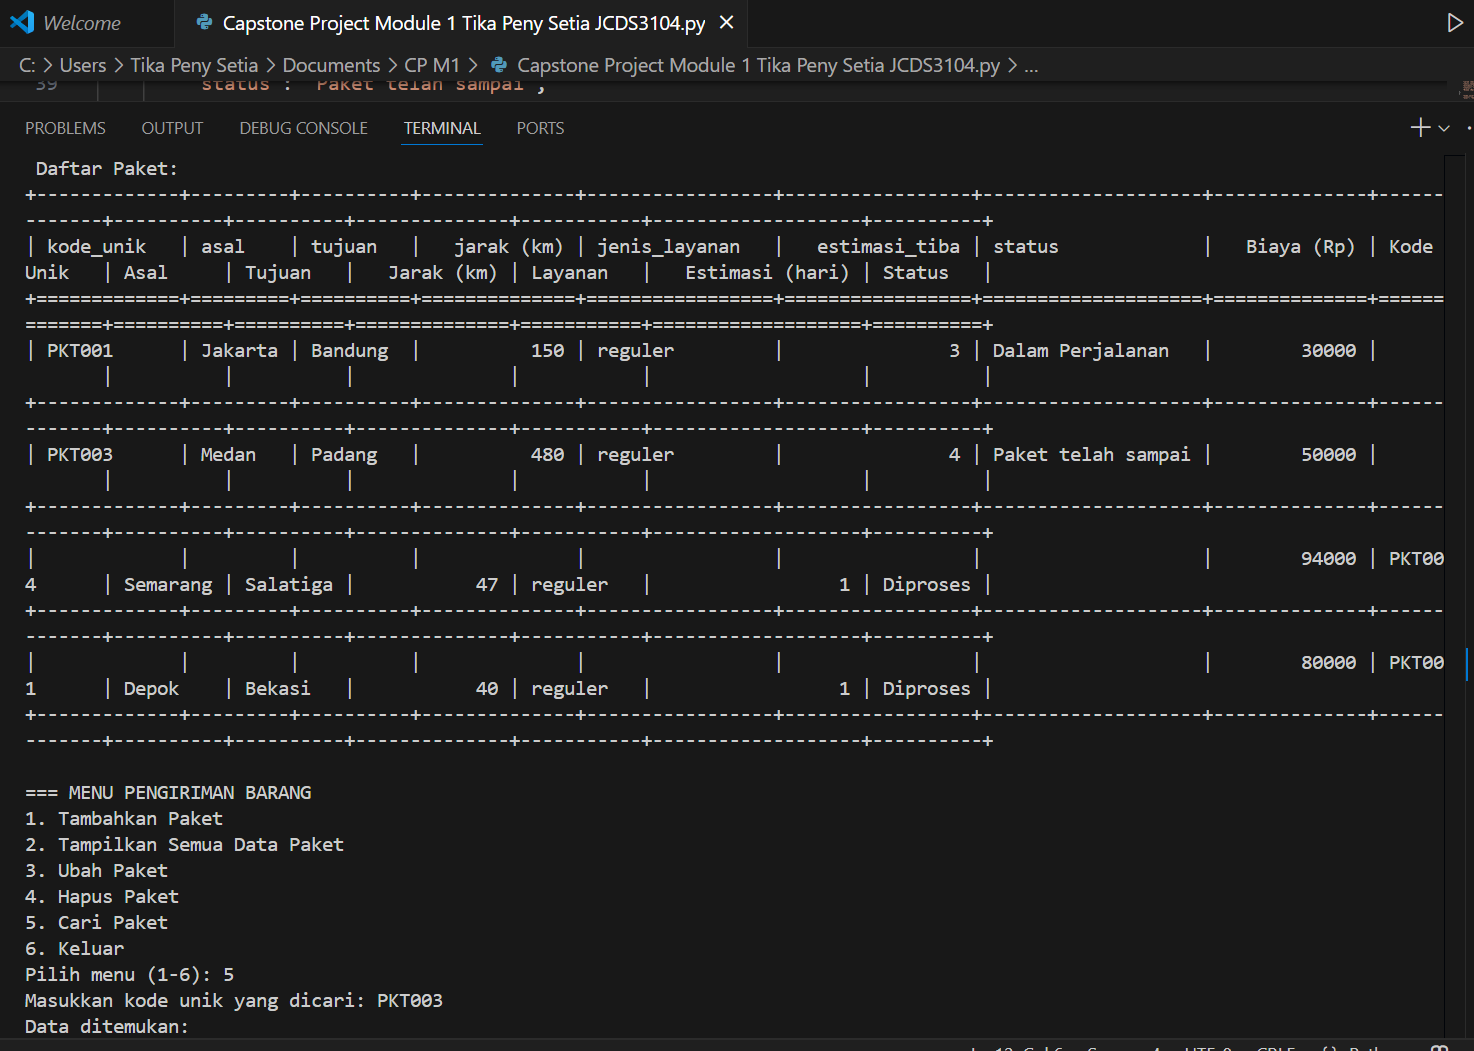 Welcome
Capstone Project Module 1 Tika Peny Setia JCDS3104.py
C: > Users > Tika Peny Setia > Documents > CP M1 > Capstone Project Module 1 Tika Peny Setia JCDS3104.py > ...
39 'status': 'Paket telah sampai',
PROBLEMS OUTPUT DEBUG CONSOLE TERMINAL PORTS
Daftar Paket:
+-------------+---------+----------+--------------+-----------------+-----------------+--------------------+--------------+------
-------+----------+----------+--------------+-----------+-------------------+----------+
| kode_unik | asal | tujuan | jarak (km) | jenis_layanan | estimasi_tiba | status | Biaya (Rp) | Kode
Unik | Asal | Tujuan | Jarak (km) | Layanan | Estimasi (hari) | Status |
+=============+=========+==========+==============+=================+=================+====================+==============+======
=======+==========+==========+==============+===========+===================+==========+
| PKT001 | Jakarta | Bandung | 150 | reguler | 3 | Dalam Perjalanan | 30000 |
| | | | | | |
+-------------+---------+----------+--------------+-----------------+-----------------+--------------------+--------------+------
-------+----------+----------+--------------+-----------+-------------------+----------+
| PKT003 | Medan | Padang | 480 | reguler | 4 | Paket telah sampai | 50000 |
| | | | | | |
+-------------+---------+----------+--------------+-----------------+-----------------+--------------------+--------------+------
-------+----------+----------+--------------+-----------+-------------------+----------+
| | | | | | | | 94000 | PKT00
4 | Semarang | Salatiga | 47 | reguler | 1 | Diproses |
+-------------+---------+----------+--------------+-----------------+-----------------+--------------------+--------------+------
-------+----------+----------+--------------+-----------+-------------------+----------+
| | | | | | | | 80000 | PKT00
1 | Depok | Bekasi | 40 | reguler | 1 | Diproses |
+-------------+---------+----------+--------------+-----------------+-----------------+--------------------+--------------+------
-------+----------+----------+--------------+-----------+-------------------+----------+
=== MENU PENGIRIMAN BARANG
1. Tambahkan Paket
2. Tampilkan Semua Data Paket
3. Ubah Paket
4. Hapus Paket
5. Cari Paket
6. Keluar
Pilih menu (1-6): 5
Masukkan kode unik yang dicari: PKT003
Data ditemukan: